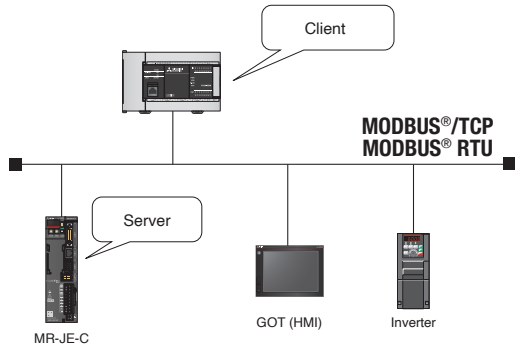 Client
MODBUS®/TCP
MODBUS® RTU
Server
MR-JE-C
GOT (HMI)
Inverter